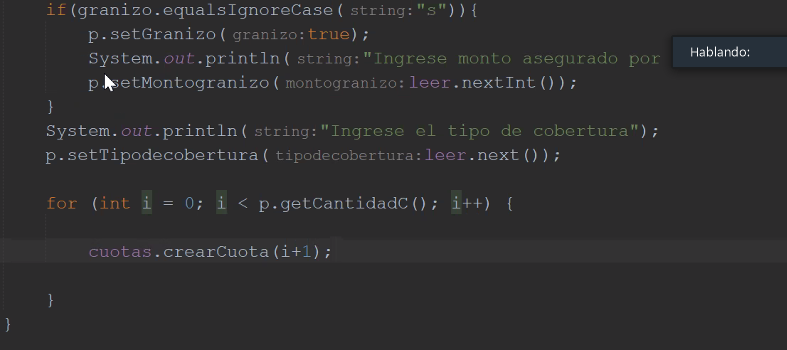 if(granizo.equalsIgnoreCase( string:"s")){
p.setGranizo( granizo:true);
System.out.println( string:"Ingrese monto asegurado por
Hablando:
p.setMontogranizo( montogranizo:leer.nextInt());
}
System.out.println( string:"Ingrese el tipo de cobertura");
p.setTipodecobertura( tipodecobertura:leer.next());
for (int i = 0; i < p.getCantidadC(); i++) {
cuotas.crearCuota(i+1);
}
}